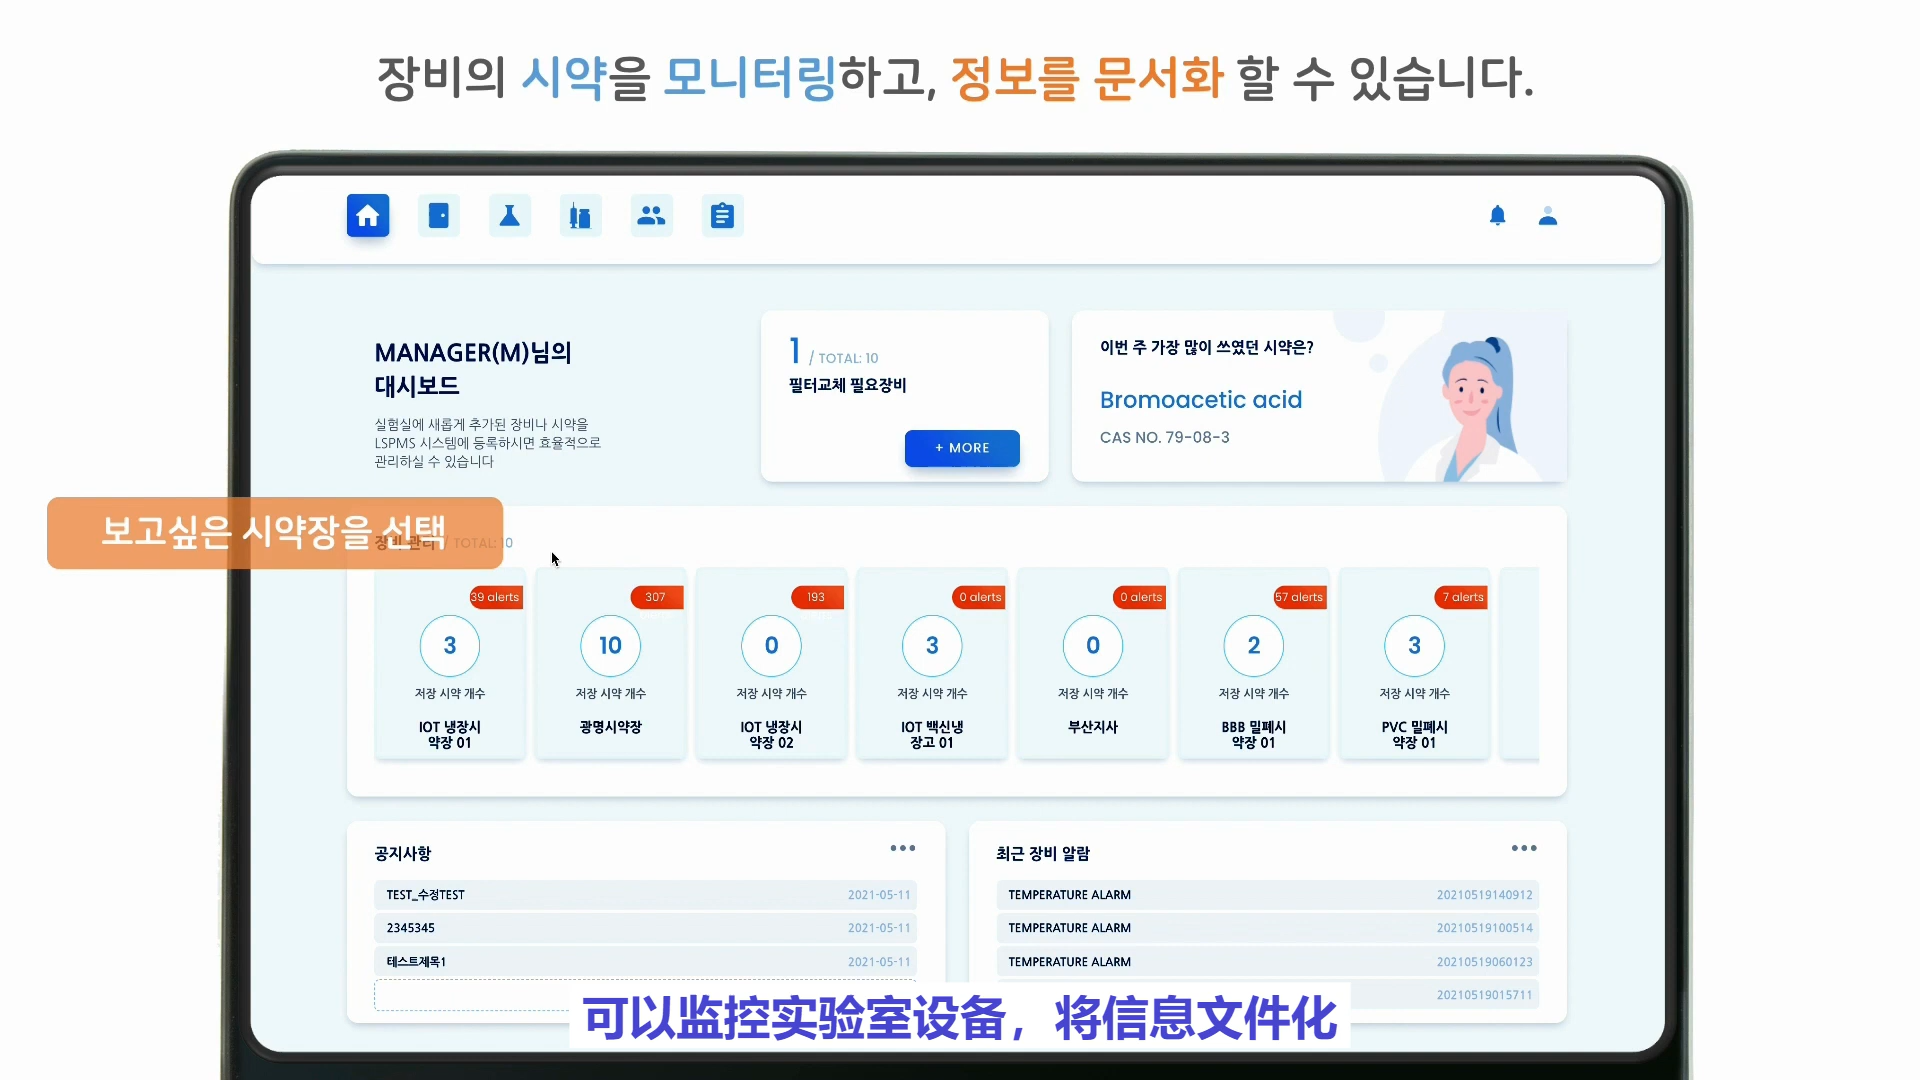 장비의 시약을 모니터링하고, 정보를 문서화 할 수 있습니다.
MANAGER(M)님의
대시보드
실험실에 새롭게 추가된 장비나 시약을
LSPMS 시스템에 등록하시면 효율적으로
관리하실 수 있습니다
1 / TOTAL: 10
필터교체 필요장비
+ MORE
이번 주 가장 많이 쓰였던 시약은?
Bromoacetic acid
CAS NO. 79-08-3
보고싶은 시약장을 선택
장비 관리 / TOTAL: 10
39 alerts
3
저장 시약 개수
IOT 냉장시
약장 01
307
10
저장 시약 개수
광명시약장
193
0
저장 시약 개수
IOT 냉장시
약장 02
0 alerts
3
저장 시약 개수
IOT 백신냉
장고 01
0 alerts
0
저장 시약 개수
부산지사
57 alerts
2
저장 시약 개수
BBB 밀폐시
약장 01
7 alerts
3
저장 시약 개수
PVC 밀폐시
약장 01
공지사항
TEST_수정TEST 2021-05-11
2345345 2021-05-11
테스트제목1 2021-05-11
최근 장비 알람
TEMPERATURE ALARM 20210519140912
TEMPERATURE ALARM 20210519100514
TEMPERATURE ALARM 20210519060123
20210519015711
可以监控实验室设备，将信息文件化